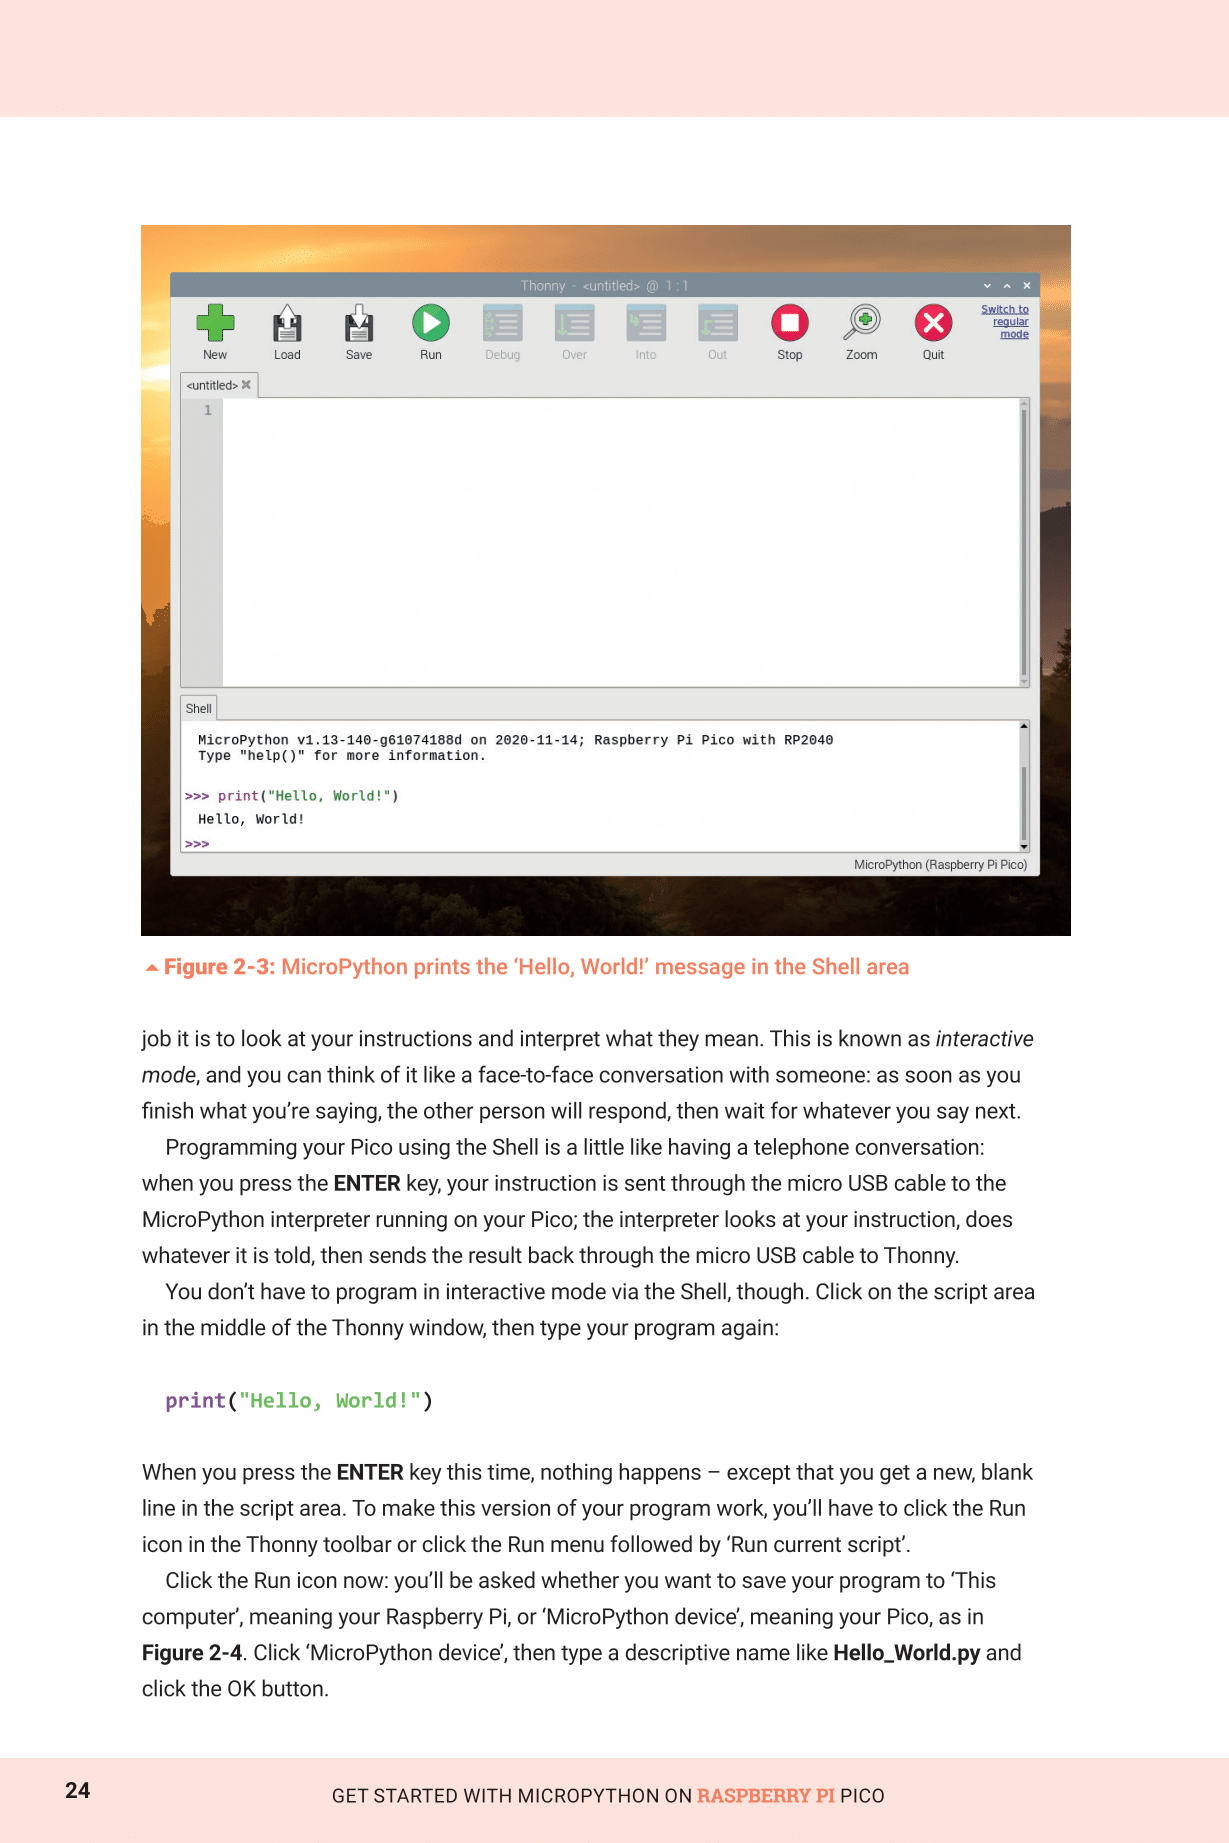 Thonny - <untitled> @ 1:1
New Load Save Run Debug Over Into Out Stop Zoom Quit
Switch to
regular
mode
<untitled>
1
Shell
MicroPython v1.13-140-g61074188d on 2020-11-14; Raspberry Pi Pico with RP2040
Type "help()" for more information.
>>> print("Hello, World!")
Hello, World!
>>>
MicroPython (Raspberry Pi Pico)
Figure 2-3: MicroPython prints the ‘Hello, World!’ message in the Shell area
job it is to look at your instructions and interpret what they mean. This is known as interactive
mode, and you can think of it like a face-to-face conversation with someone: as soon as you
finish what you’re saying, the other person will respond, then wait for whatever you say next.
Programming your Pico using the Shell is a little like having a telephone conversation:
when you press the ENTER key, your instruction is sent through the micro USB cable to the
MicroPython interpreter running on your Pico; the interpreter looks at your instruction, does
whatever it is told, then sends the result back through the micro USB cable to Thonny.
You don’t have to program in interactive mode via the Shell, though. Click on the script area
in the middle of the Thonny window, then type your program again:
print("Hello, World!")
When you press the ENTER key this time, nothing happens – except that you get a new, blank
line in the script area. To make this version of your program work, you’ll have to click the Run
icon in the Thonny toolbar or click the Run menu followed by ‘Run current script’.
Click the Run icon now: you’ll be asked whether you want to save your program to ‘This
computer’, meaning your Raspberry Pi, or ‘MicroPython device’, meaning your Pico, as in
Figure 2-4. Click ‘MicroPython device’, then type a descriptive name like Hello_World.py and
click the OK button.
24
GET STARTED WITH MICROPYTHON ON RASPBERRY PI PICO